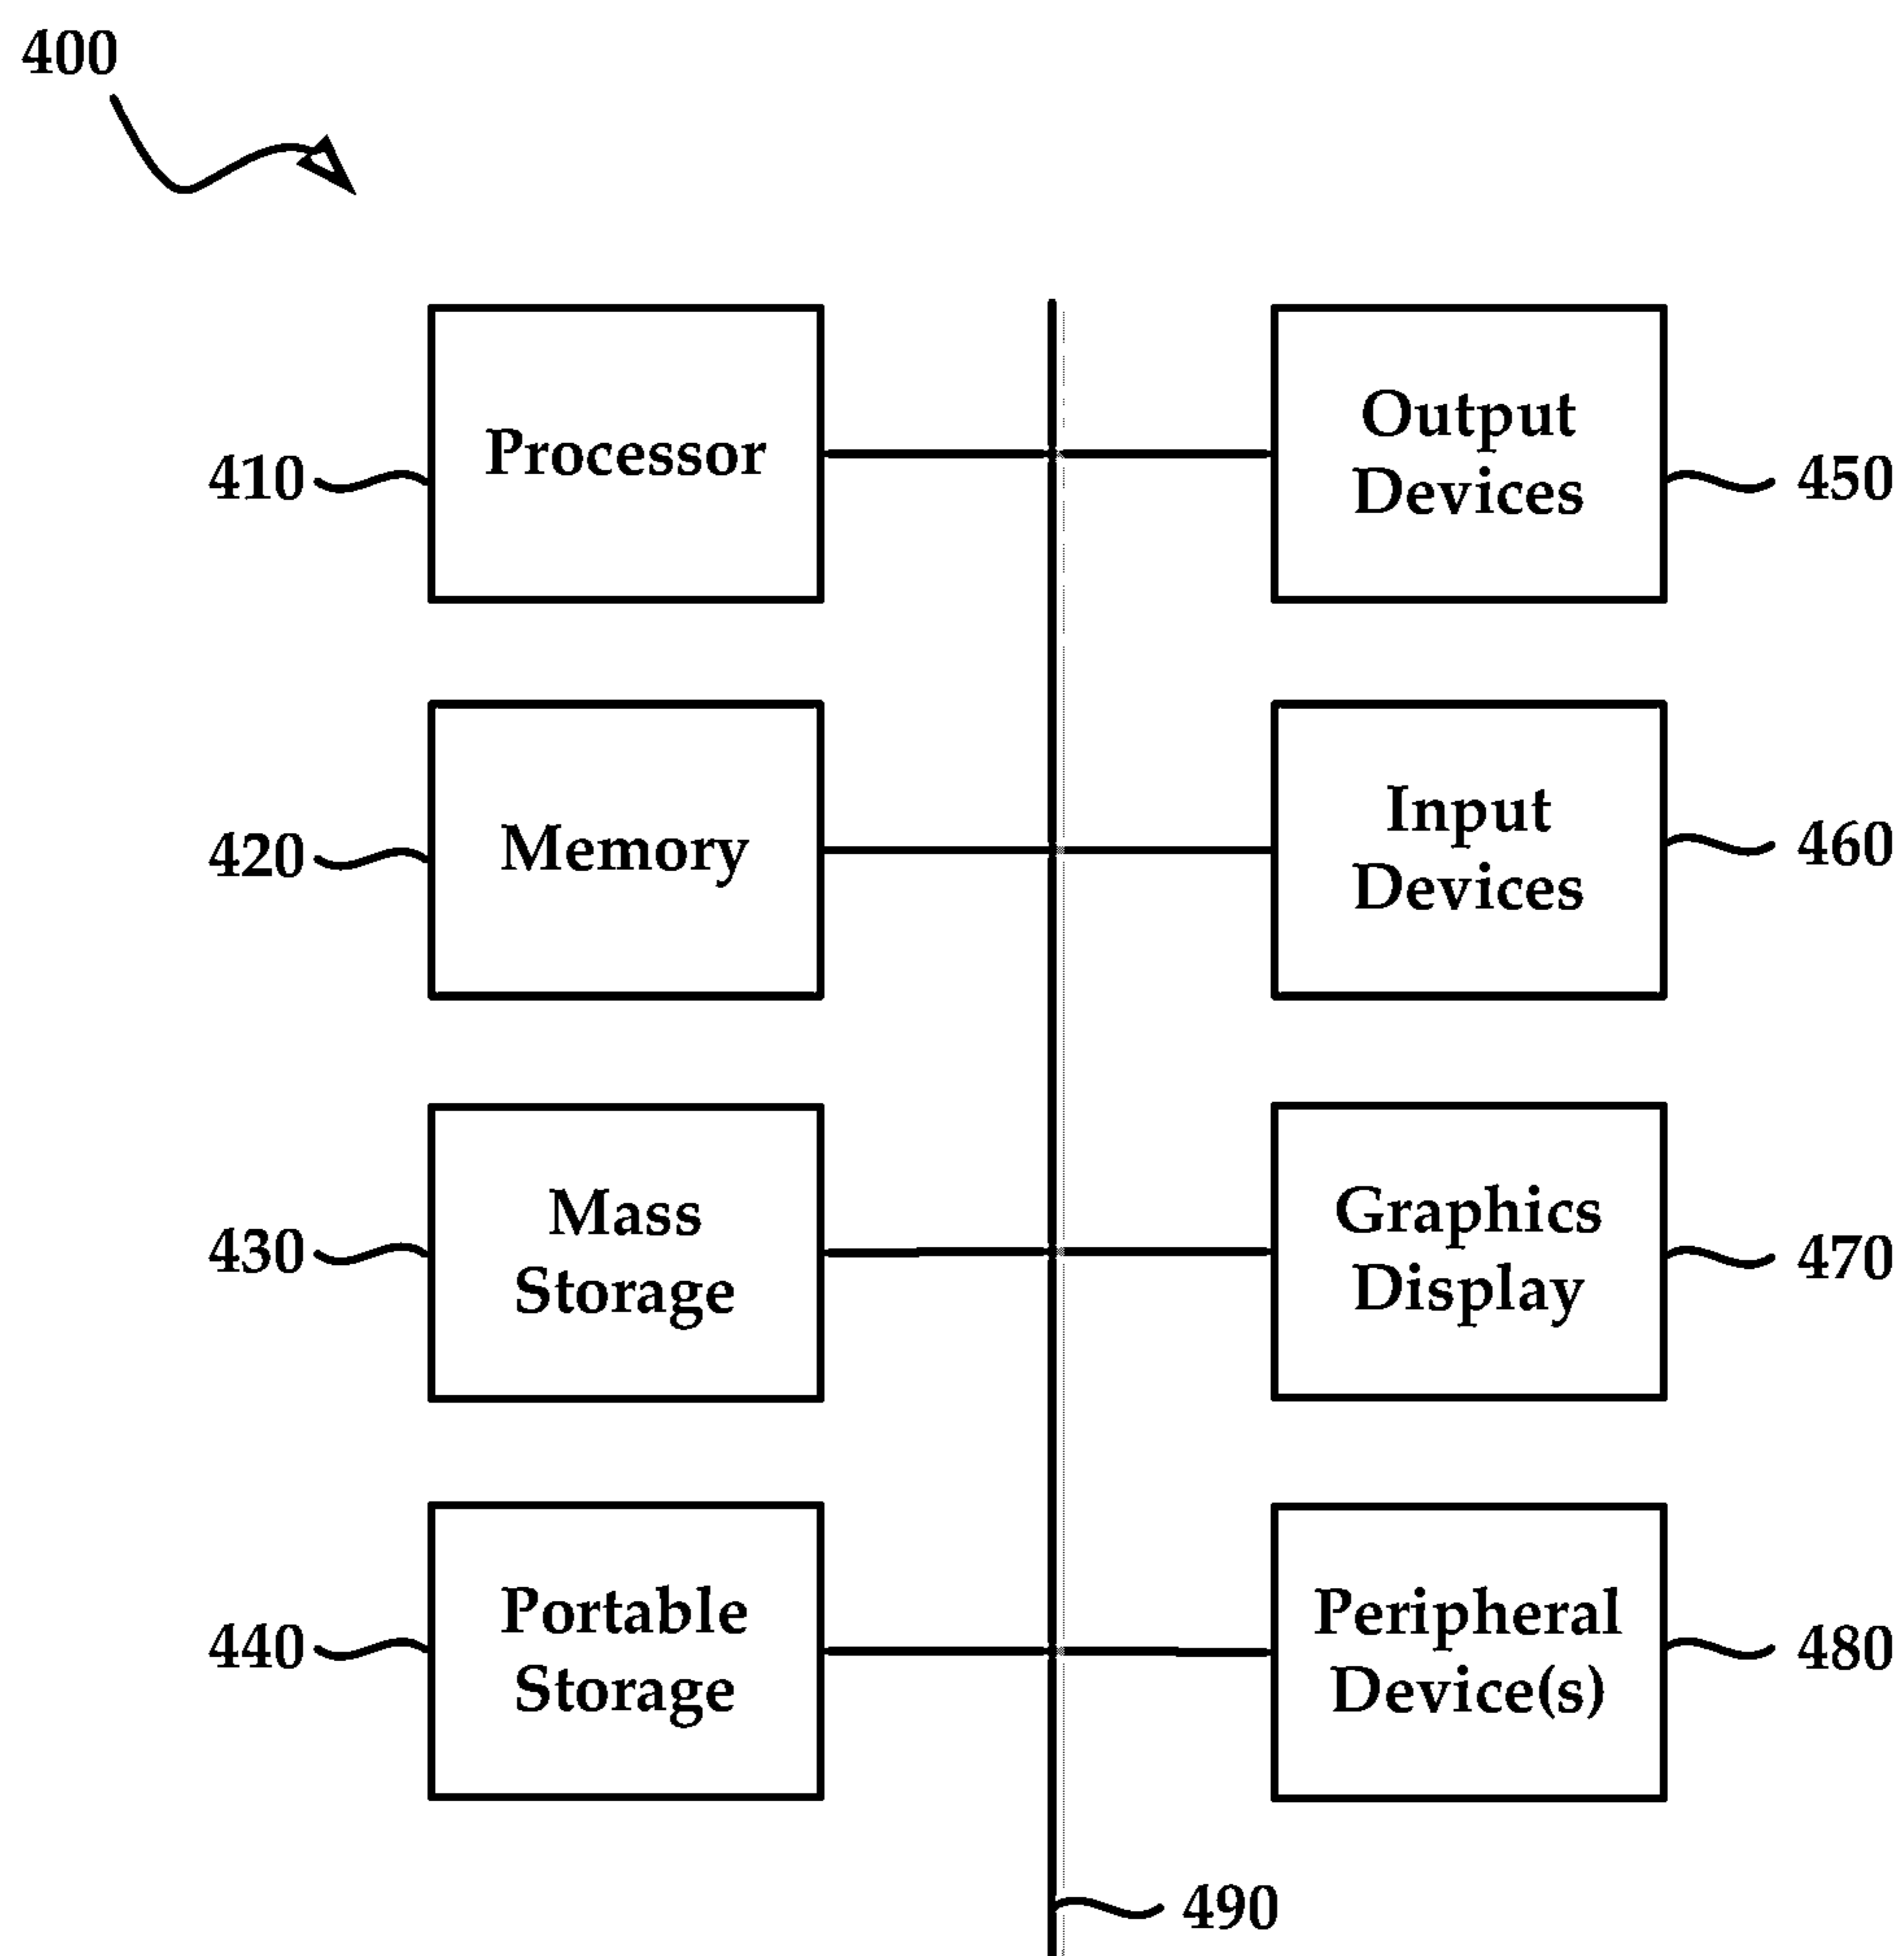 400
Processor
410
Output
Devices
450
Memory
420
Input
Devices
460
Mass
Storage
430
Graphics
Display
470
Portable
Storage
440
Peripheral
Device(s)
480
490